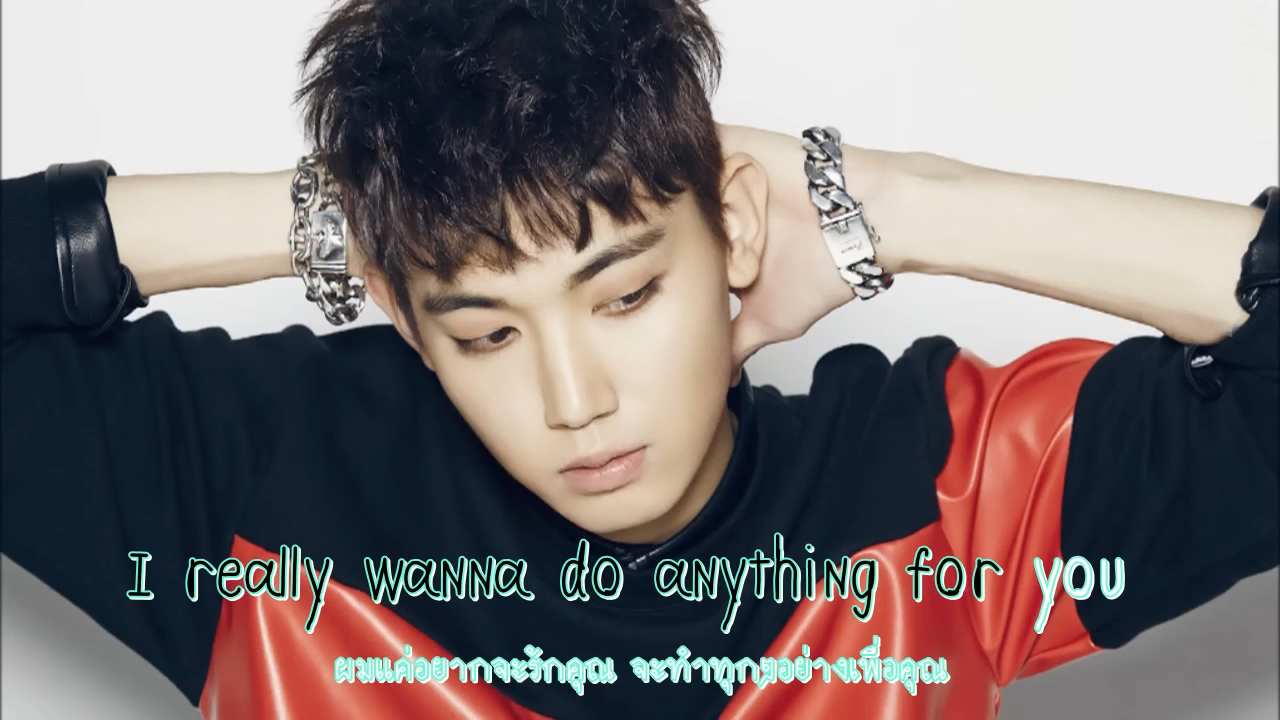 I really wanna do anything for you
ผมแค่อยากจะรักคุณ จะทำทุกๆอย่างเพื่อคุณ